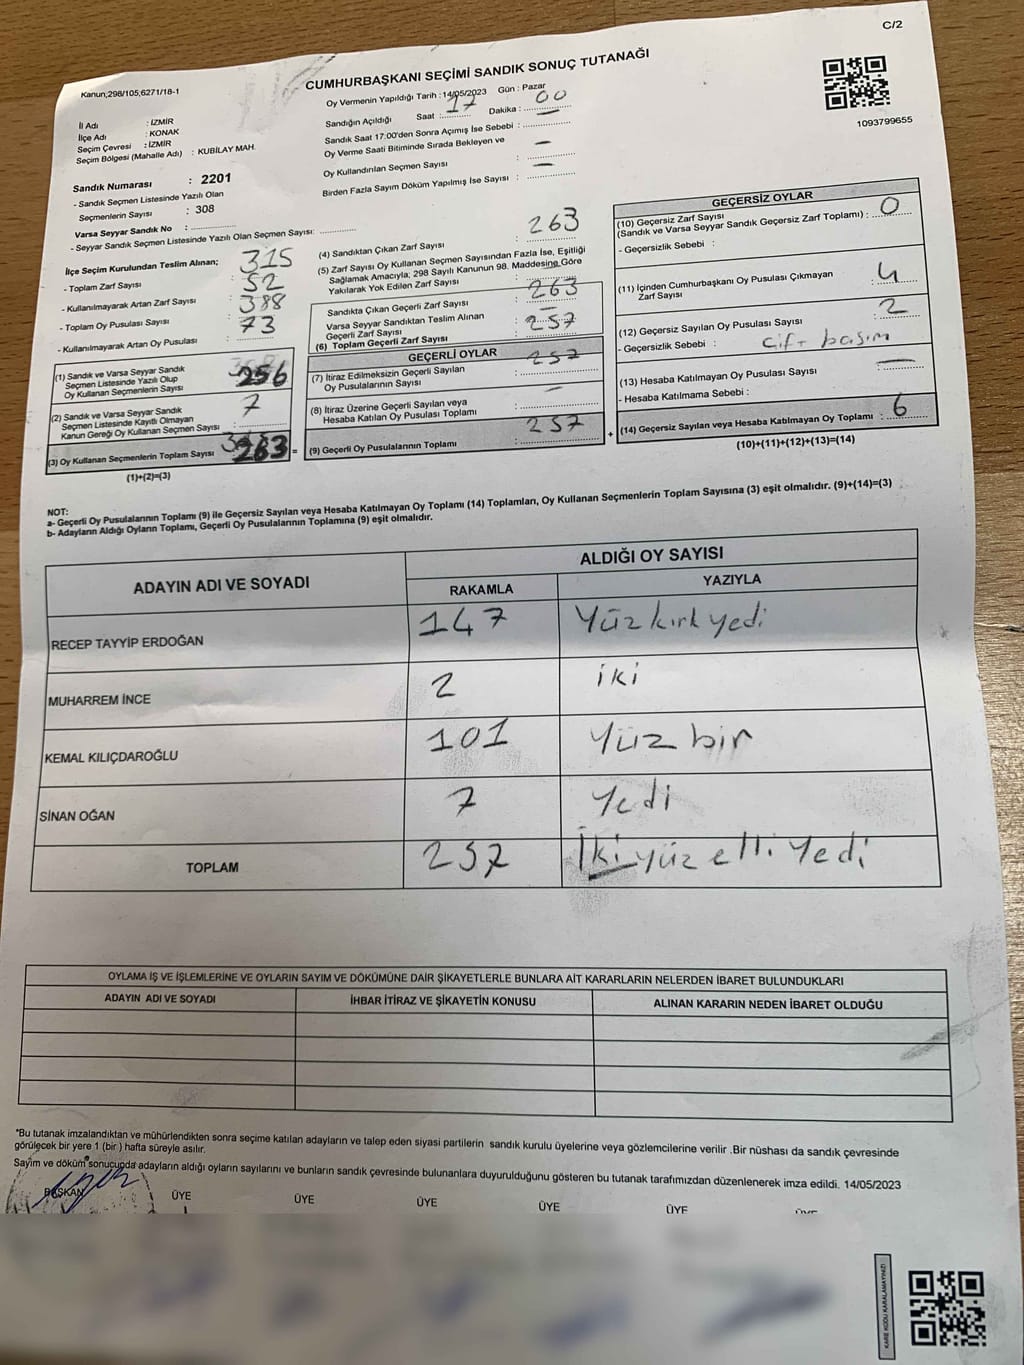 C/2
Kanun;298/105,6271/18-1
CUMHURBAŞKANI SEÇİMİ SANDIK SONUÇ TUTANAĞI
Oy Vermenin Yapıldığı Tarih : 14/05/2023 Gün : Pazar
1093799655
İl Adı : İZMİR
İlçe Adı : KONAK
Seçim Çevresi : İZMİR
Seçim Bölgesi (Mahalle Adı) : KUBİLAY MAH.
Sandığın Açıldığı Saat : 17 Dakika : 00
Sandık Saat 17:00'den Sonra Açımış İse Sebebi :
Oy Verme Saati Bitiminde Sırada Bekleyen ve
Oy Kullandırılan Seçmen Sayısı : —
Birden Fazla Sayım Döküm Yapılmış İse Sayısı : —
Sandık Numarası : 2201
- Sandık Seçmen Listesinde Yazılı Olan
Seçmenlerin Sayısı : 308
Varsa Seyyar Sandık No :
- Seyyar Sandık Seçmen Listesinde Yazılı Olan Seçmen Sayısı:
İlçe Seçim Kurulundan Teslim Alınan;
- Toplam Zarf Sayısı : 315
- Kullanılmayarak Artan Zarf Sayısı : 52
- Toplam Oy Pusulası Sayısı : 388
- Kullanılmayarak Artan Oy Pusulası : 73
(1) Sandık ve Varsa Seyyar Sandık
Seçmen Listesinde Yazılı Olup
Oy Kullanan Seçmenlerin Sayısı 256
(2) Sandık ve Varsa Seyyar Sandık
Seçmen Listesinde Kayıtlı Olmayan
Kanun Gereği Oy Kullanan Seçmen Sayısı : 7
(3) Oy Kullanan Seçmenlerin Toplam Sayısı 263 =
(1)+(2)=(3)
(4) Sandıktan Çıkan Zarf Sayısı : 263
(5) Zarf Sayısı Oy Kullanan Seçmen Sayısından Fazla İse, Eşitliği
Sağlamak Amacıyla; 298 Sayılı Kanunun 98. Maddesine Göre
Yakılarak Yok Edilen Zarf Sayısı :
Sandıkta Çıkan Geçerli Zarf Sayısı : 263
Varsa Seyyar Sandıktan Teslim Alınan
Geçerli Zarf Sayısı : —
(6) Toplam Geçerli Zarf Sayısı : 257
GEÇERLİ OYLAR
(7) İtiraz Edilmeksizin Geçerli Sayılan
Oy Pusulalarının Sayısı : 257
(8) İtiraz Üzerine Geçerli Sayılan veya
Hesaba Katılan Oy Pusulası Toplamı : —
(9) Geçerli Oy Pusulalarının Toplamı : 257 +
GEÇERSİZ OYLAR
(10) Geçersiz Zarf Sayısı
(Sandık ve Varsa Seyyar Sandık Geçersiz Zarf Toplamı) : 0
- Geçersizlik Sebebi :
(11) İçinden Cumhurbaşkanı Oy Pusulası Çıkmayan
Zarf Sayısı : 4
(12) Geçersiz Sayılan Oy Pusulası Sayısı : 2
- Geçersizlik Sebebi : Çift basım
(13) Hesaba Katılmayan Oy Pusulası Sayısı : —
- Hesaba Katılmama Sebebi :
(14) Geçersiz Sayılan veya Hesaba Katılmayan Oy Toplamı : 6
(10)+(11)+(12)+(13)=(14)
NOT:
a- Geçerli Oy Pusulalarının Toplamı (9) ile Geçersiz Sayılan veya Hesaba Katılmayan Oy Toplamı (14) Toplamları, Oy Kullanan Seçmenlerin Toplam Sayısına (3) eşit olmalıdır. (9)+(14)=(3)
b- Adayların Aldığı Oyların Toplamı, Geçerli Oy Pusulalarının Toplamına (9) eşit olmalıdır.
ADAYIN ADI VE SOYADI ALDIĞI OY SAYISI
RAKAMLA YAZIYLA
RECEP TAYYİP ERDOĞAN 147 Yüz kırk yedi
MUHARREM İNCE 2 iki
KEMAL KILIÇDAROĞLU 101 Yüz bir
SİNAN OĞAN 7 Yedi
TOPLAM 257 İki yüz elli Yedi
OYLAMA İŞ VE İŞLEMLERİNE VE OYLARIN SAYIM VE DÖKÜMÜNE DAİR ŞİKAYETLERLE BUNLARA AİT KARARLARIN NELERDEN İBARET BULUNDUKLARI
ADAYIN ADI VE SOYADI İHBAR İTİRAZ VE ŞİKAYETİN KONUSU ALINAN KARARIN NEDEN İBARET OLDUĞU
*Bu tutanak imzalandıktan ve mühürlendikten sonra seçime katılan adayların ve talep eden siyasi partilerin sandık kurulu üyelerine veya gözlemcilerine verilir .Bir nüshası da sandık çevresinde
görülecek bir yere 1 (bir ) hafta süreyle asılır.
Sayım ve döküm sonucunda adayların aldığı oyların sayılarını ve bunların sandık çevresinde bulunanlara duyurulduğunu gösteren bu tutanak tarafımızdan düzenlenerek imza edildi. 14/05/2023
BAŞKAN ÜYE ÜYE ÜYE ÜYE ÜYE ÜYE
KARE KODU KARALAMAYINIZ!